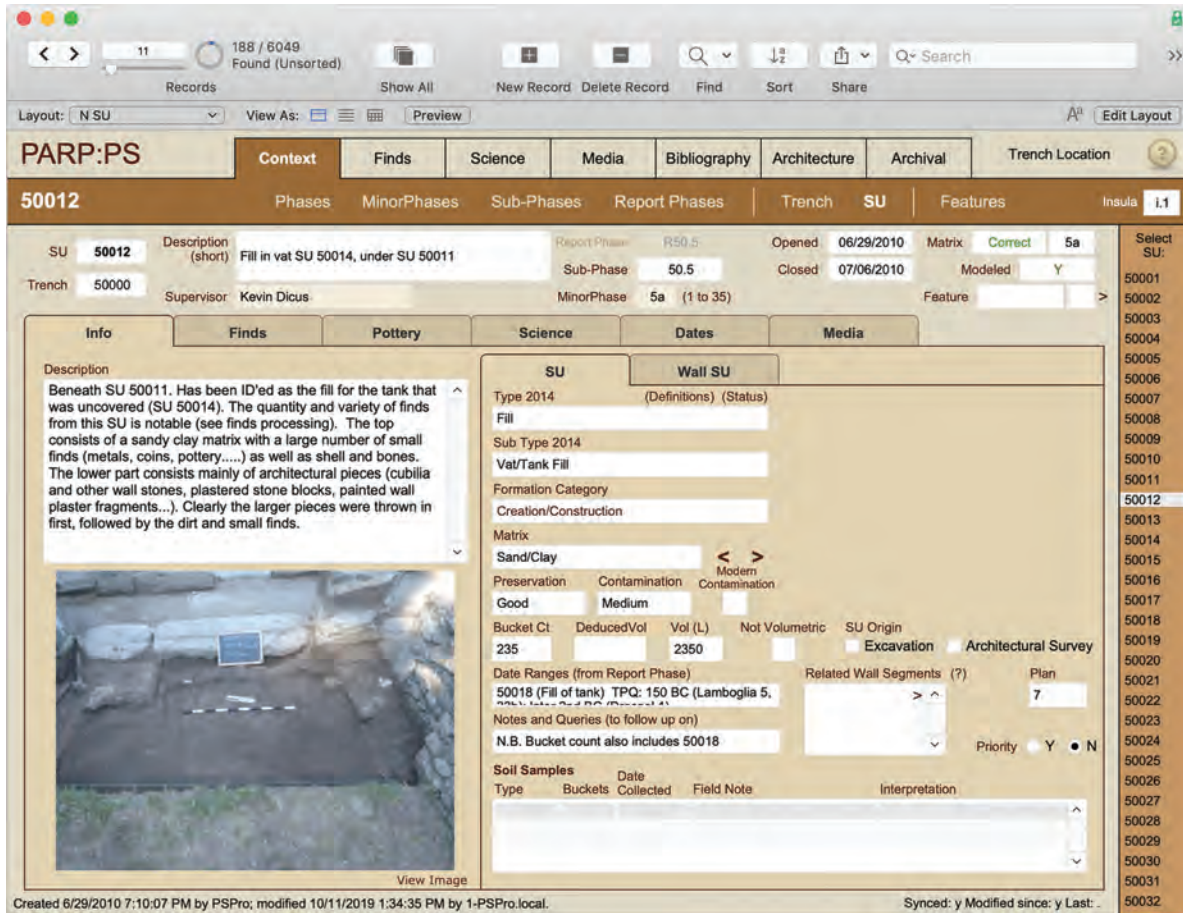 11
188 / 6049
Found (Unsorted)
Records
Show All
New Record
Delete Record
Find
Sort
Share
Search
Layout: N SU
View As:
Preview
Edit Layout
PARP:PS
Context
Finds
Science
Media
Bibliography
Architecture
Archival
Trench Location
?
50012
Phases
MinorPhases
Sub-Phases
Report Phases
Trench
SU
Features
Insula i.1
SU 50012
Description (short)
Fill in vat SU 50014, under SU 50011
Report Phase R50.5
Opened 06/29/2010
Matrix Correct 5a
Sub-Phase 50.5
Closed 07/06/2010
Modeled Y
Trench 50000
Supervisor Kevin Dicus
MinorPhase 5a (1 to 35)
Feature >
Info
Finds
Pottery
Science
Dates
Media
Description
Beneath SU 50011. Has been ID'ed as the fill for the tank that
was uncovered (SU 50014). The quantity and variety of finds
from this SU is notable (see finds processing). The top
consists of a sandy clay matrix with a large number of small
finds (metals, coins, pottery.....) as well as shell and bones.
The lower part consists mainly of architectural pieces (cubilia
and other wall stones, plastered stone blocks, painted wall
plaster fragments...). Clearly the larger pieces were thrown in
first, followed by the dirt and small finds.
View Image
SU
Wall SU
Type 2014 (Definitions) (Status)
Fill
Sub Type 2014
Vat/Tank Fill
Formation Category
Creation/Construction
Matrix
Sand/Clay
< >
Preservation
Contamination
Modern Contamination
Good
Medium
Bucket Ct
DeducedVol
Vol (L)
Not Volumetric
SU Origin
235
2350
Excavation
Architectural Survey
Date Ranges (from Report Phase)
Related Wall Segments (?)
Plan
50018 (Fill of tank) TPQ: 150 BC (Lamboglia 5,
>
7
Notes and Queries (to follow up on)
N.B. Bucket count also includes 50018
Priority Y N
Soil Samples
Type
Buckets
Date Collected
Field Note
Interpretation
Select
SU:
50001
50002
50003
50004
50005
50006
50007
50008
50009
50010
50011
50012
50013
50014
50015
50016
50017
50018
50019
50020
50021
50022
50023
50024
50025
50026
50027
50028
50029
50030
50031
50032
Created 6/29/2010 7:10:07 PM by PSPro; modified 10/11/2019 1:34:35 PM by 1-PSPro.local.
Synced: y Modified since: y Last: .